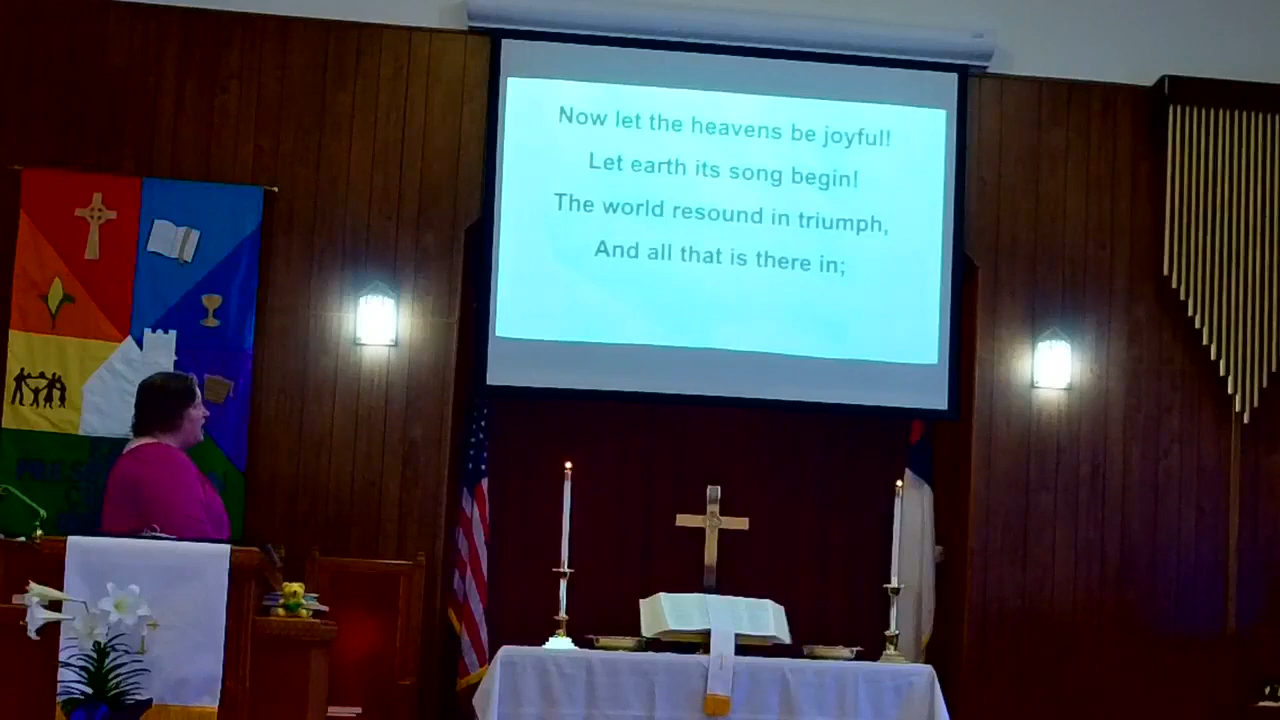 Now let the heavens be joyful!
Let earth its song begin!
The world resound in triumph,
And all that is there in;